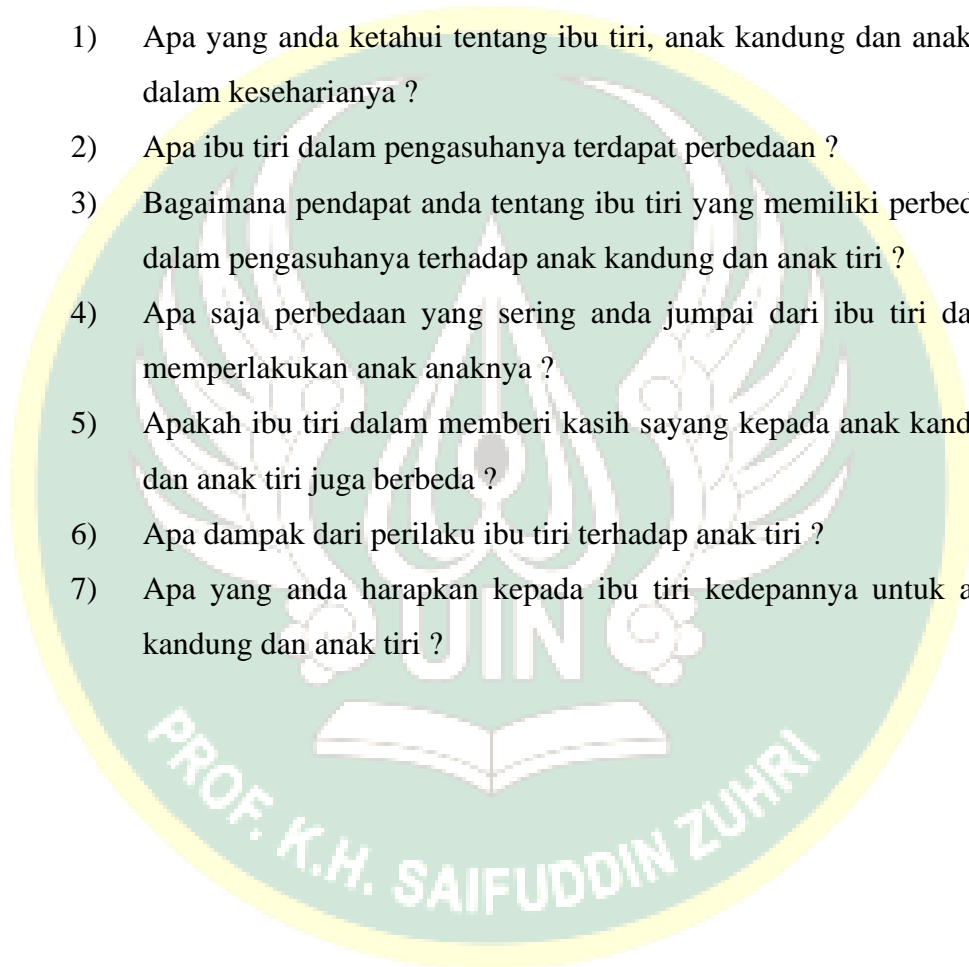 1) Apa yang anda ketahui tentang ibu tiri, anak kandung dan anak
dalam keseharianya ?
2) Apa ibu tiri dalam pengasuhanya terdapat perbedaan ?
3) Bagaimana pendapat anda tentang ibu tiri yang memiliki
dalam pengasuhanya terhadap anak kandung dan anak tiri ?
4) Apa saja perbedaan yang sering anda jumpai dari ibu tiri
memperlakukan anak anaknya ?
5) Apakah ibu tiri dalam memberi kasih sayang kepada anak
dan anak tiri juga berbeda ?
6) Apa dampak dari perilaku ibu tiri terhadap anak tiri ?
7) Apa yang anda harapkan kepada ibu tiri kedepannya untuk
kandung dan anak tiri ?
UIN
PROF. K.H. SAIFUDDIN ZUHRI